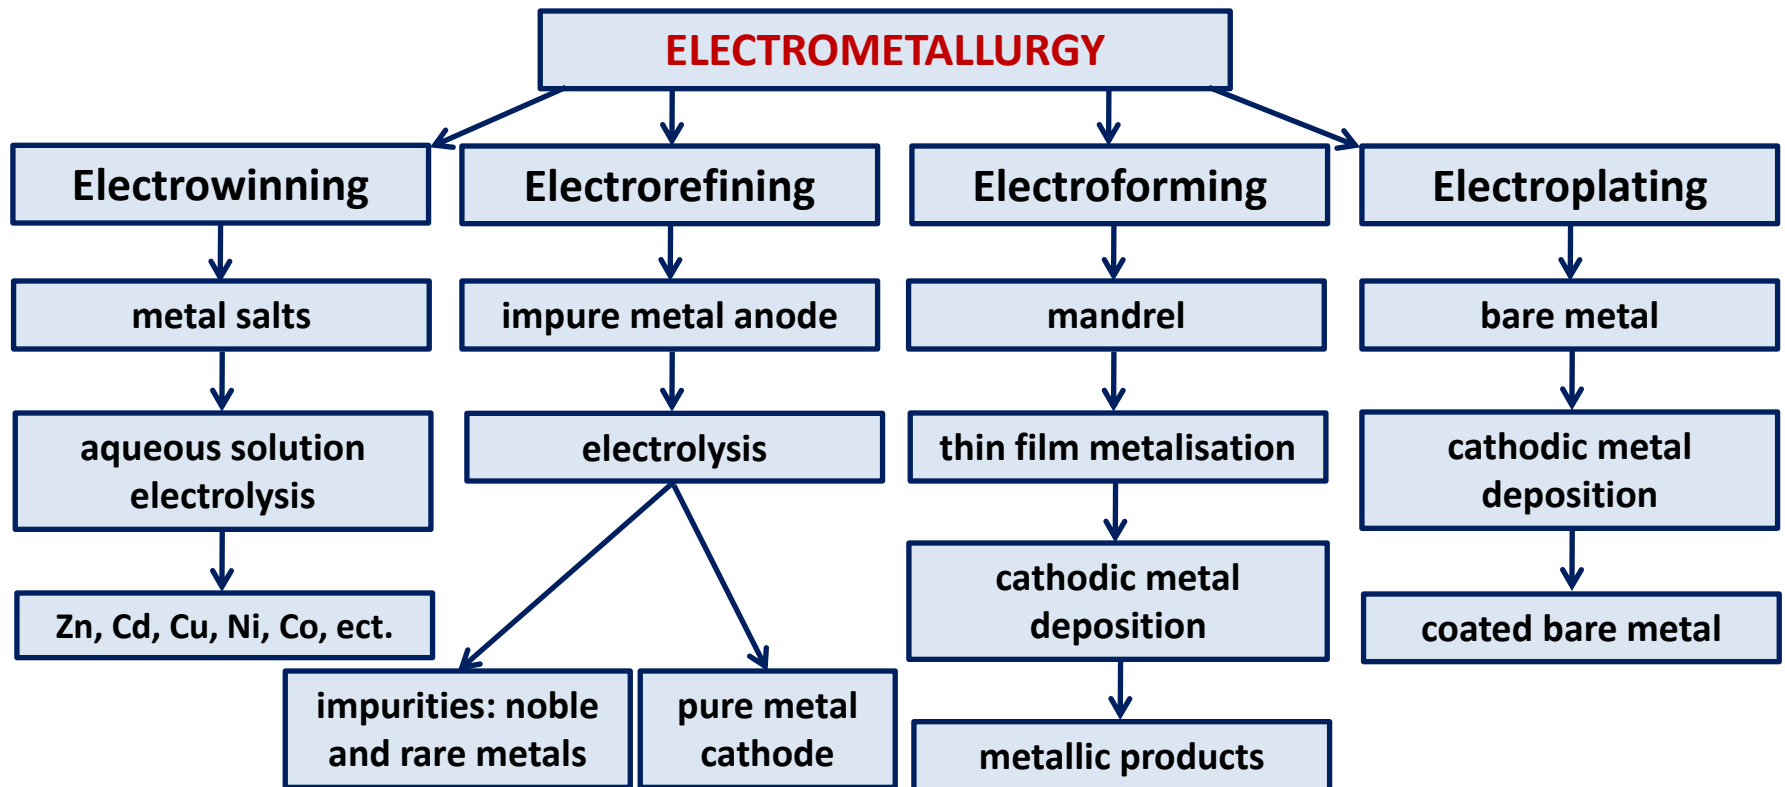 ELECTROMETALLURGY
Electrowinning
Electrorefining
Electroforming
Electroplating
metal salts
impure metal anode
mandrel
bare metal
aqueous solution
electrolysis
electrolysis
thin film metalisation
cathodic metal
deposition
Zn, Cd, Cu, Ni, Co, ect.
cathodic metal
deposition
coated bare metal
impurities: noble
and rare metals
pure metal
cathode
metallic products